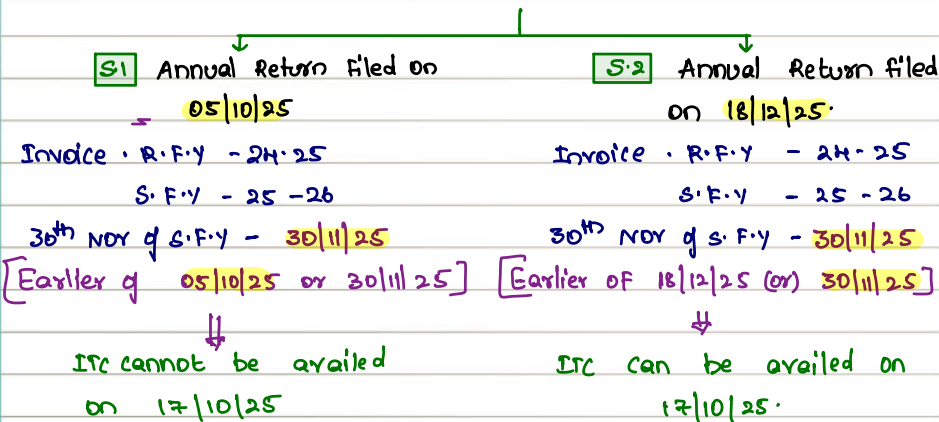 S1 Annual Return Filed on
05/10/25
Invoice . R.F.Y - 24-25
S.F.Y - 25-26
30th Nov of S.F.Y - 30/11/25
[Earlier of 05/10/25 or 30/11/25]
ITC cannot be availed
on 17/10/25
S.2 Annual Return filed
on 18/12/25.
Invoice . R.F.Y - 24-25
S.F.Y - 25-26
30th Nov of S.F.Y - 30/11/25
[Earlier of 18/12/25 (or) 30/11/25]
ITC can be availed on
17/10/25.